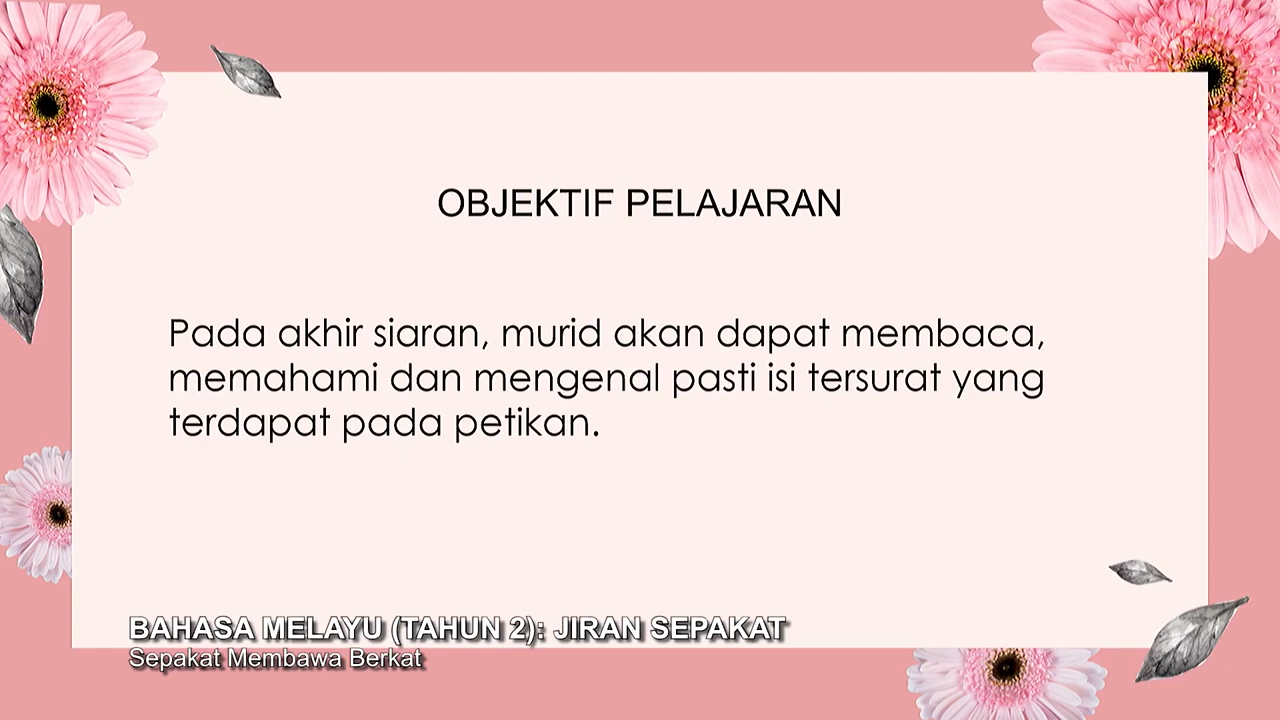 OBJEKTIF PELAJARAN
Pada akhir siaran, murid akan dapat membaca,
memahami dan mengenal pasti isi tersurat yang
terdapat pada petikan.
BAHASA MELAYU (TAHUN 2): JIRAN SEPAKAT
Sepakat Membawa Berkat